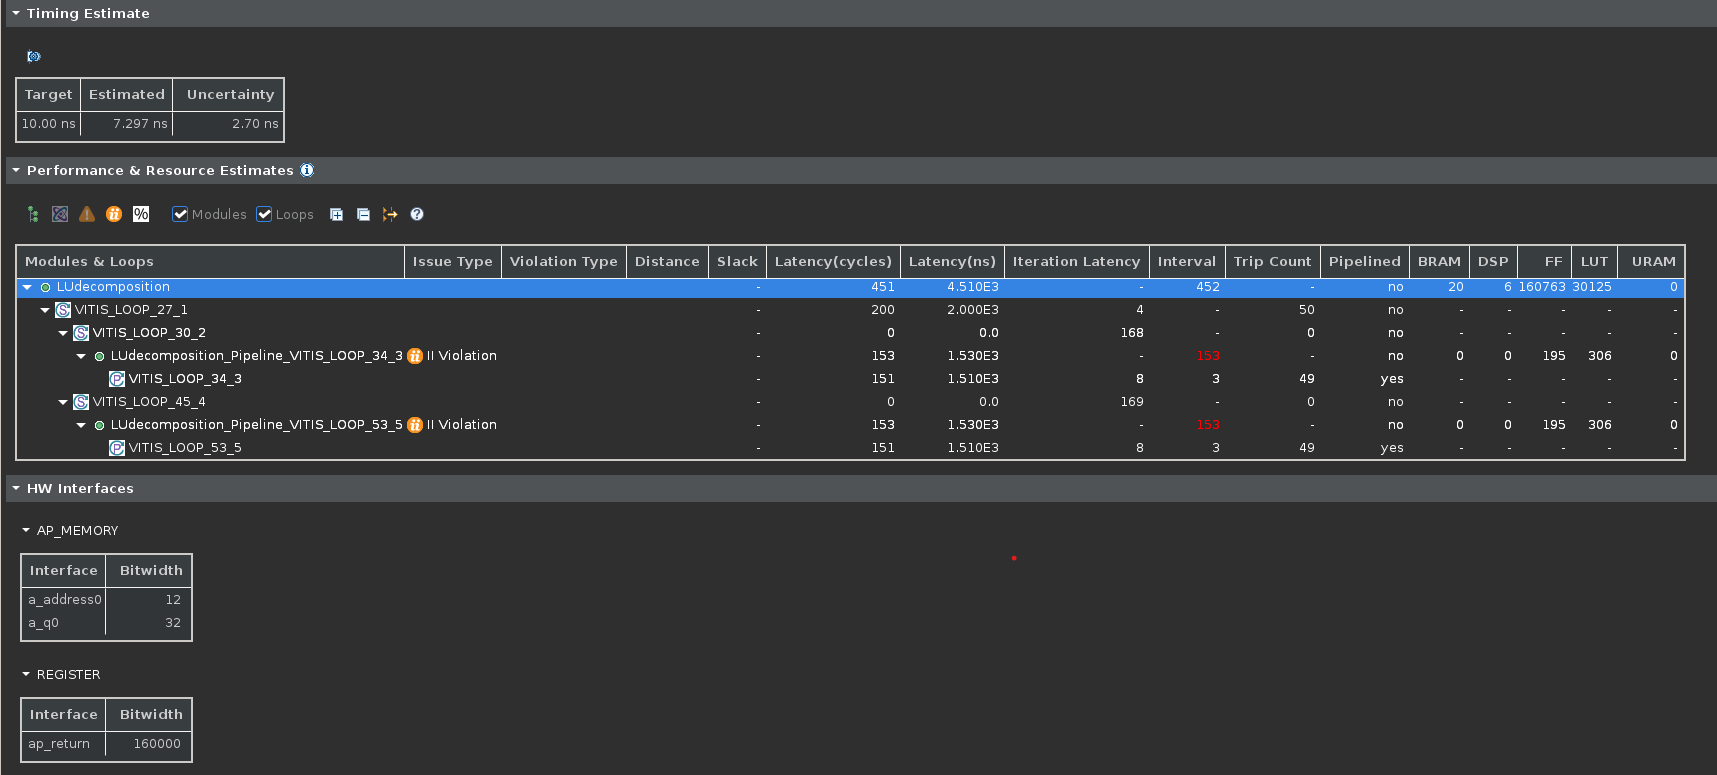 Timing Estimate
Target Estimated Uncertainty
10.00 ns 7.297 ns 2.70 ns
Performance & Resource Estimates
% Modules Loops
Modules & Loops Issue Type Violation Type Distance Slack Latency(cycles) Latency(ns) Iteration Latency Interval Trip Count Pipelined BRAM DSP FF LUT URAM
LUdecomposition - 451 4.510E3 - 452 - no 20 6 160763 30125 0
VITIS_LOOP_27_1 - 200 2.000E3 4 - 50 no - - - - -
VITIS_LOOP_30_2 - 0 0.0 168 - 0 no - - - - -
LUdecomposition_Pipeline_VITIS_LOOP_34_3 II Violation - 153 1.530E3 - 153 - no 0 0 195 306 0
VITIS_LOOP_34_3 - 151 1.510E3 8 3 49 yes - - - - -
VITIS_LOOP_45_4 - 0 0.0 169 - 0 no - - - - -
LUdecomposition_Pipeline_VITIS_LOOP_53_5 II Violation - 153 1.530E3 - 153 - no 0 0 195 306 0
VITIS_LOOP_53_5 - 151 1.510E3 8 3 49 yes - - - - -
HW Interfaces
AP_MEMORY
Interface Bitwidth
a_address0 12
a_q0 32
REGISTER
Interface Bitwidth
ap_return 160000